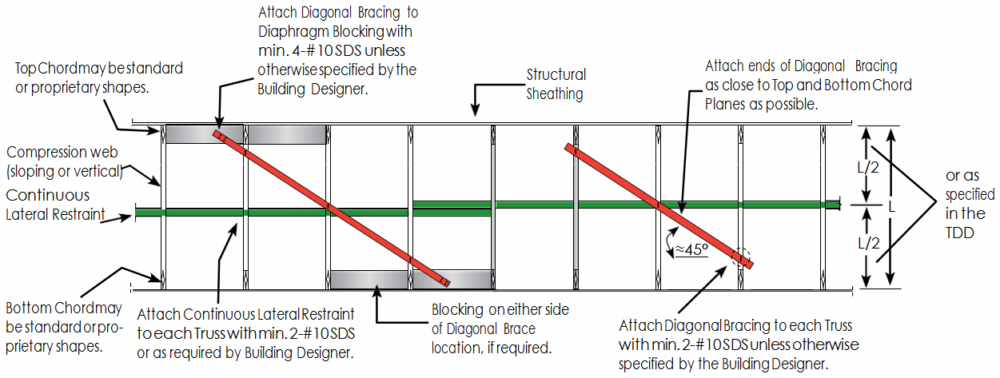 Attach Diagonal Bracing to
Diaphragm Blocking with
min. 4-#10 SDS unless
otherwise specified by the
Building Designer.
Top Chord may be standard
or proprietary shapes.
Structural
Sheathing
Attach ends of Diagonal Bracing
as close to Top and Bottom Chord
Planes as possible.
Compression web
(sloping or vertical)
Continuous
Lateral Restraint
L/2
L
L/2
or as
specified
in the
TDD
≈45º
Bottom Chord may
be standard or pro-
prietary shapes.
Attach Continuous Lateral Restraint
to each Truss with min. 2-#10 SDS
or as required by Building Designer.
Blocking on either side
of Diagonal Brace
location, if required.
Attach Diagonal Bracing to each Truss
with min. 2-#10 SDS unless otherwise
specified by the Building Designer.